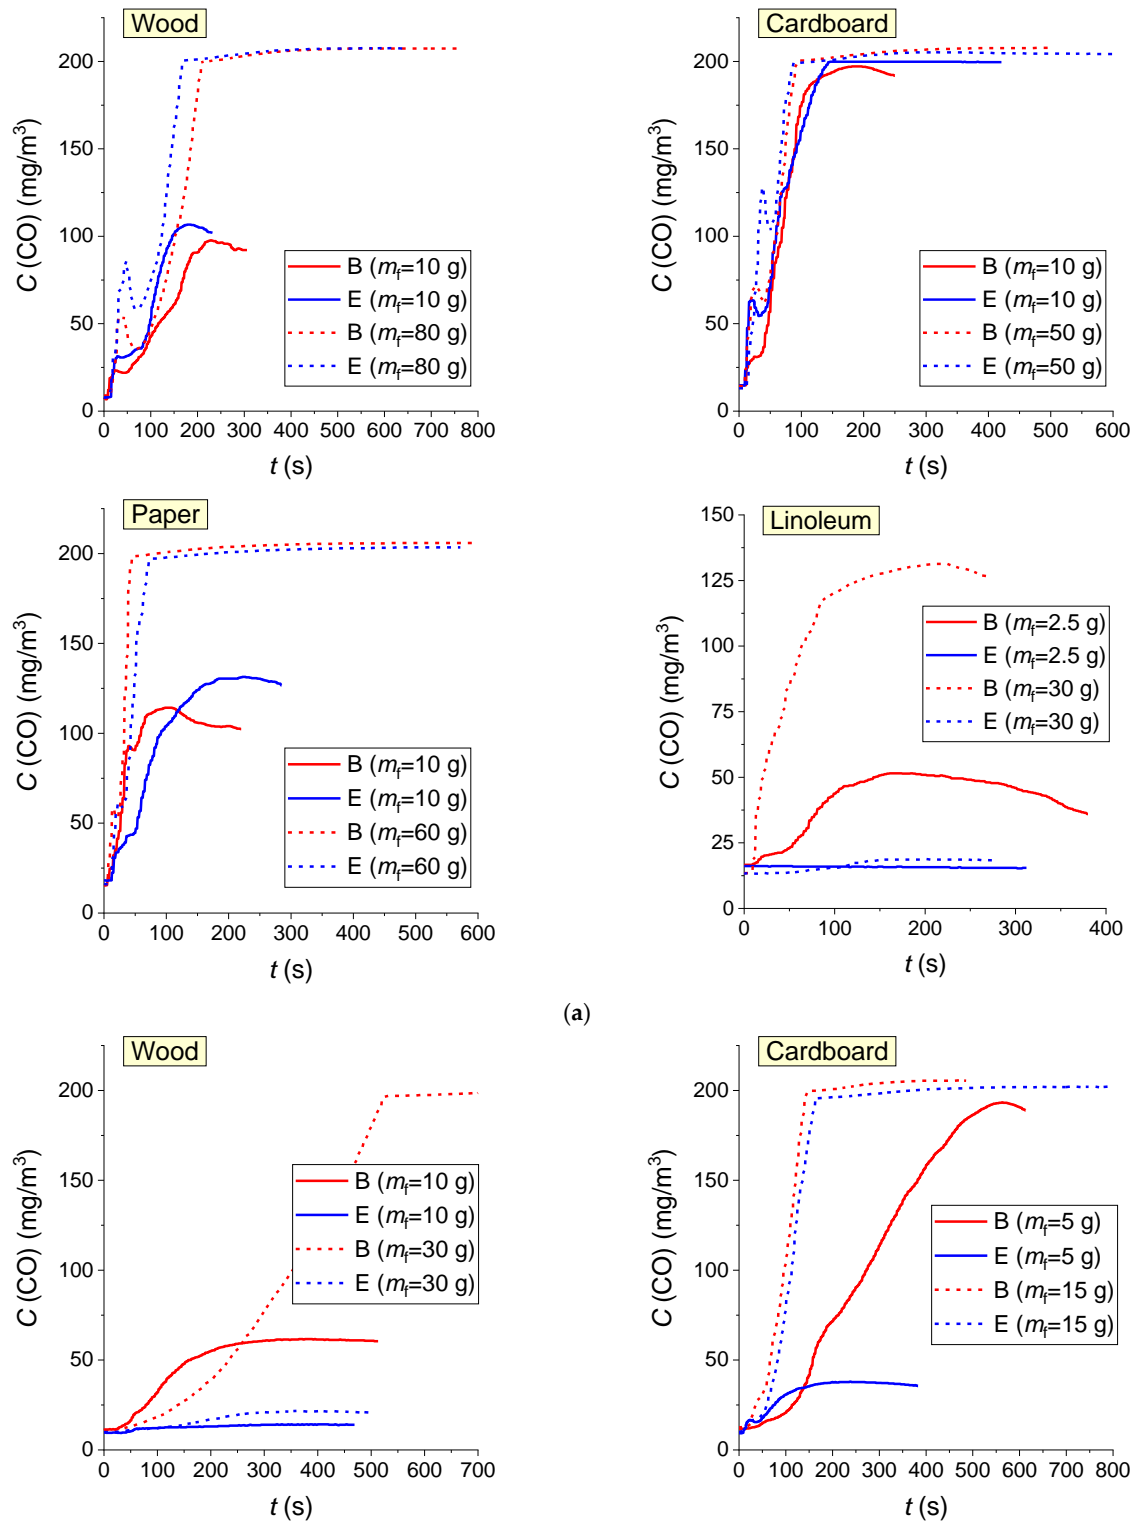 Wood
C (CO) (mg/m³)
200
150
100
50
0
0 100 200 300 400 500 600 700 800
t (s)
B (mf=10 g)
E (mf=10 g)
B (mf=80 g)
E (mf=80 g)
Cardboard
C (CO) (mg/m³)
200
150
100
50
0
0 100 200 300 400 500 600
t (s)
B (mf=10 g)
E (mf=10 g)
B (mf=50 g)
E (mf=50 g)
Paper
C (CO) (mg/m³)
200
150
100
50
0
0 100 200 300 400 500 600
t (s)
B (mf=10 g)
E (mf=10 g)
B (mf=60 g)
E (mf=60 g)
Linoleum
C (CO) (mg/m³)
150
125
100
75
50
25
0
0 100 200 300 400
t (s)
B (mf=2.5 g)
E (mf=2.5 g)
B (mf=30 g)
E (mf=30 g)
(a)
Wood
C (CO) (mg/m³)
200
150
100
50
0
0 100 200 300 400 500 600 700
t (s)
B (mf=10 g)
E (mf=10 g)
B (mf=30 g)
E (mf=30 g)
Cardboard
C (CO) (mg/m³)
200
150
100
50
0
0 100 200 300 400 500 600 700 800
t (s)
B (mf=5 g)
E (mf=5 g)
B (mf=15 g)
E (mf=15 g)